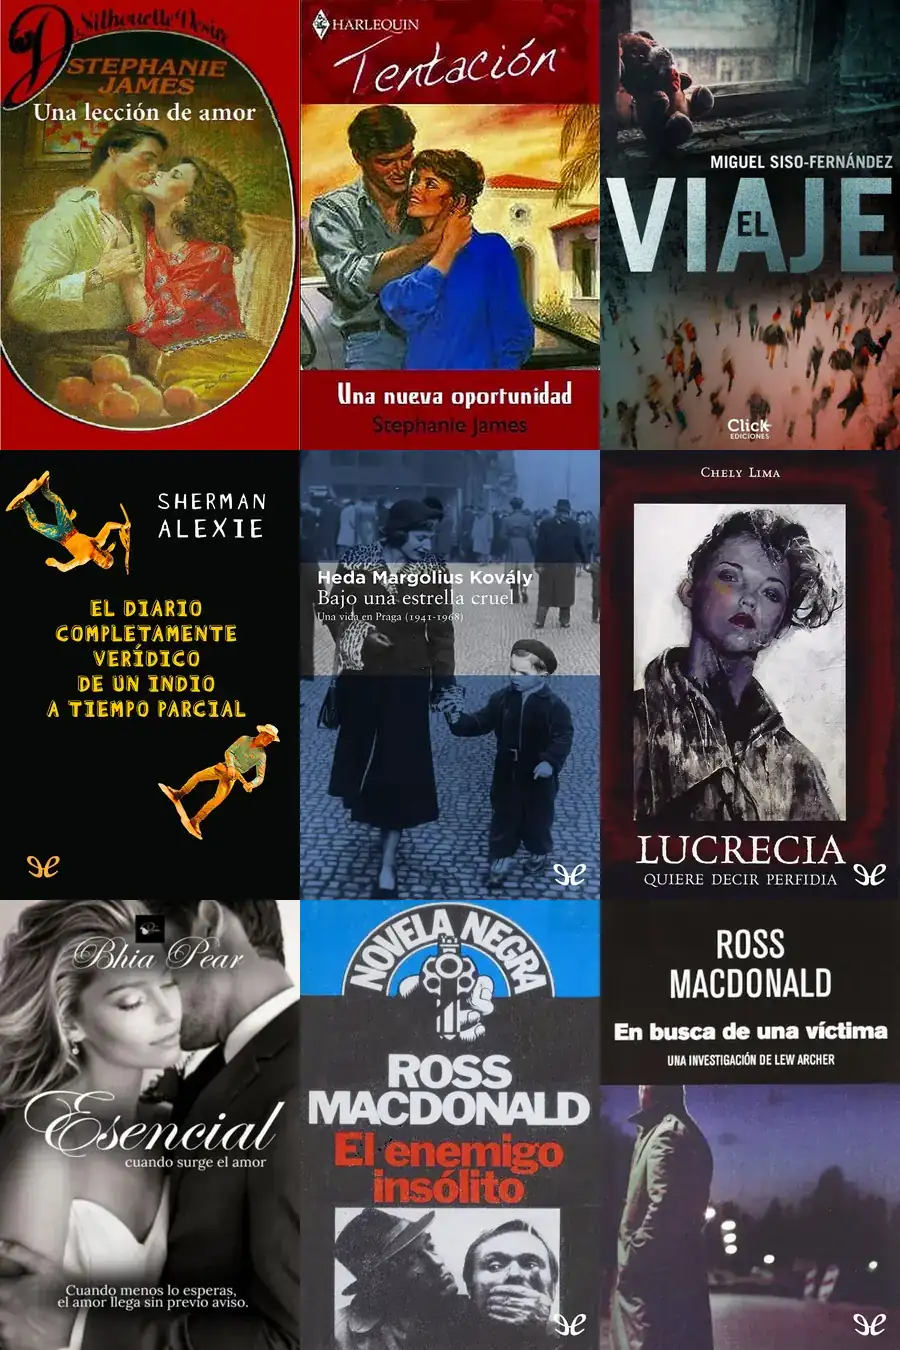 Silhouette Desire
STEPHANIE
JAMES
Una lección de amor
HARLEQUIN
Tentación
Una nueva oportunidad
Stephanie James
MIGUEL SISO-FERNÁNDEZ
EL
VIAJE
Click
EDICIONES
SHERMAN
ALEXIE
EL DIARIO
COMPLETAMENTE
VERÍDICO
DE UN INDIO
A TIEMPO PARCIAL
Heda Margolius Kovály
Bajo una estrella cruel
Una vida en Praga (1941-1968)
CHELY LIMA
LUCRECIA
QUIERE DECIR PERFIDIA
Bhia Pear
Esencial
cuando surge el amor
Cuando menos lo esperas,
el amor llega sin previo aviso.
NOVELA NEGRA
ROSS
MACDONALD
El enemigo
insólito
ROSS
MACDONALD
En busca de una víctima
UNA INVESTIGACIÓN DE LEW ARCHER